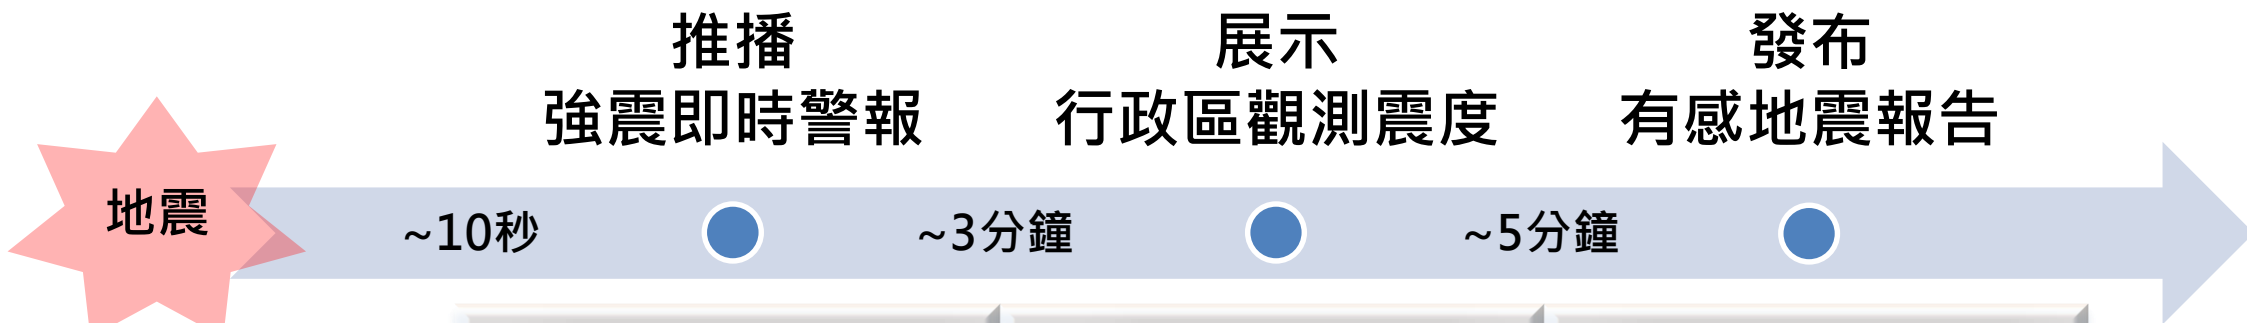 推播
強震即時警報
展示
行政區觀測震度
發布
有感地震報告
地震
~10秒
~3分鐘
~5分鐘